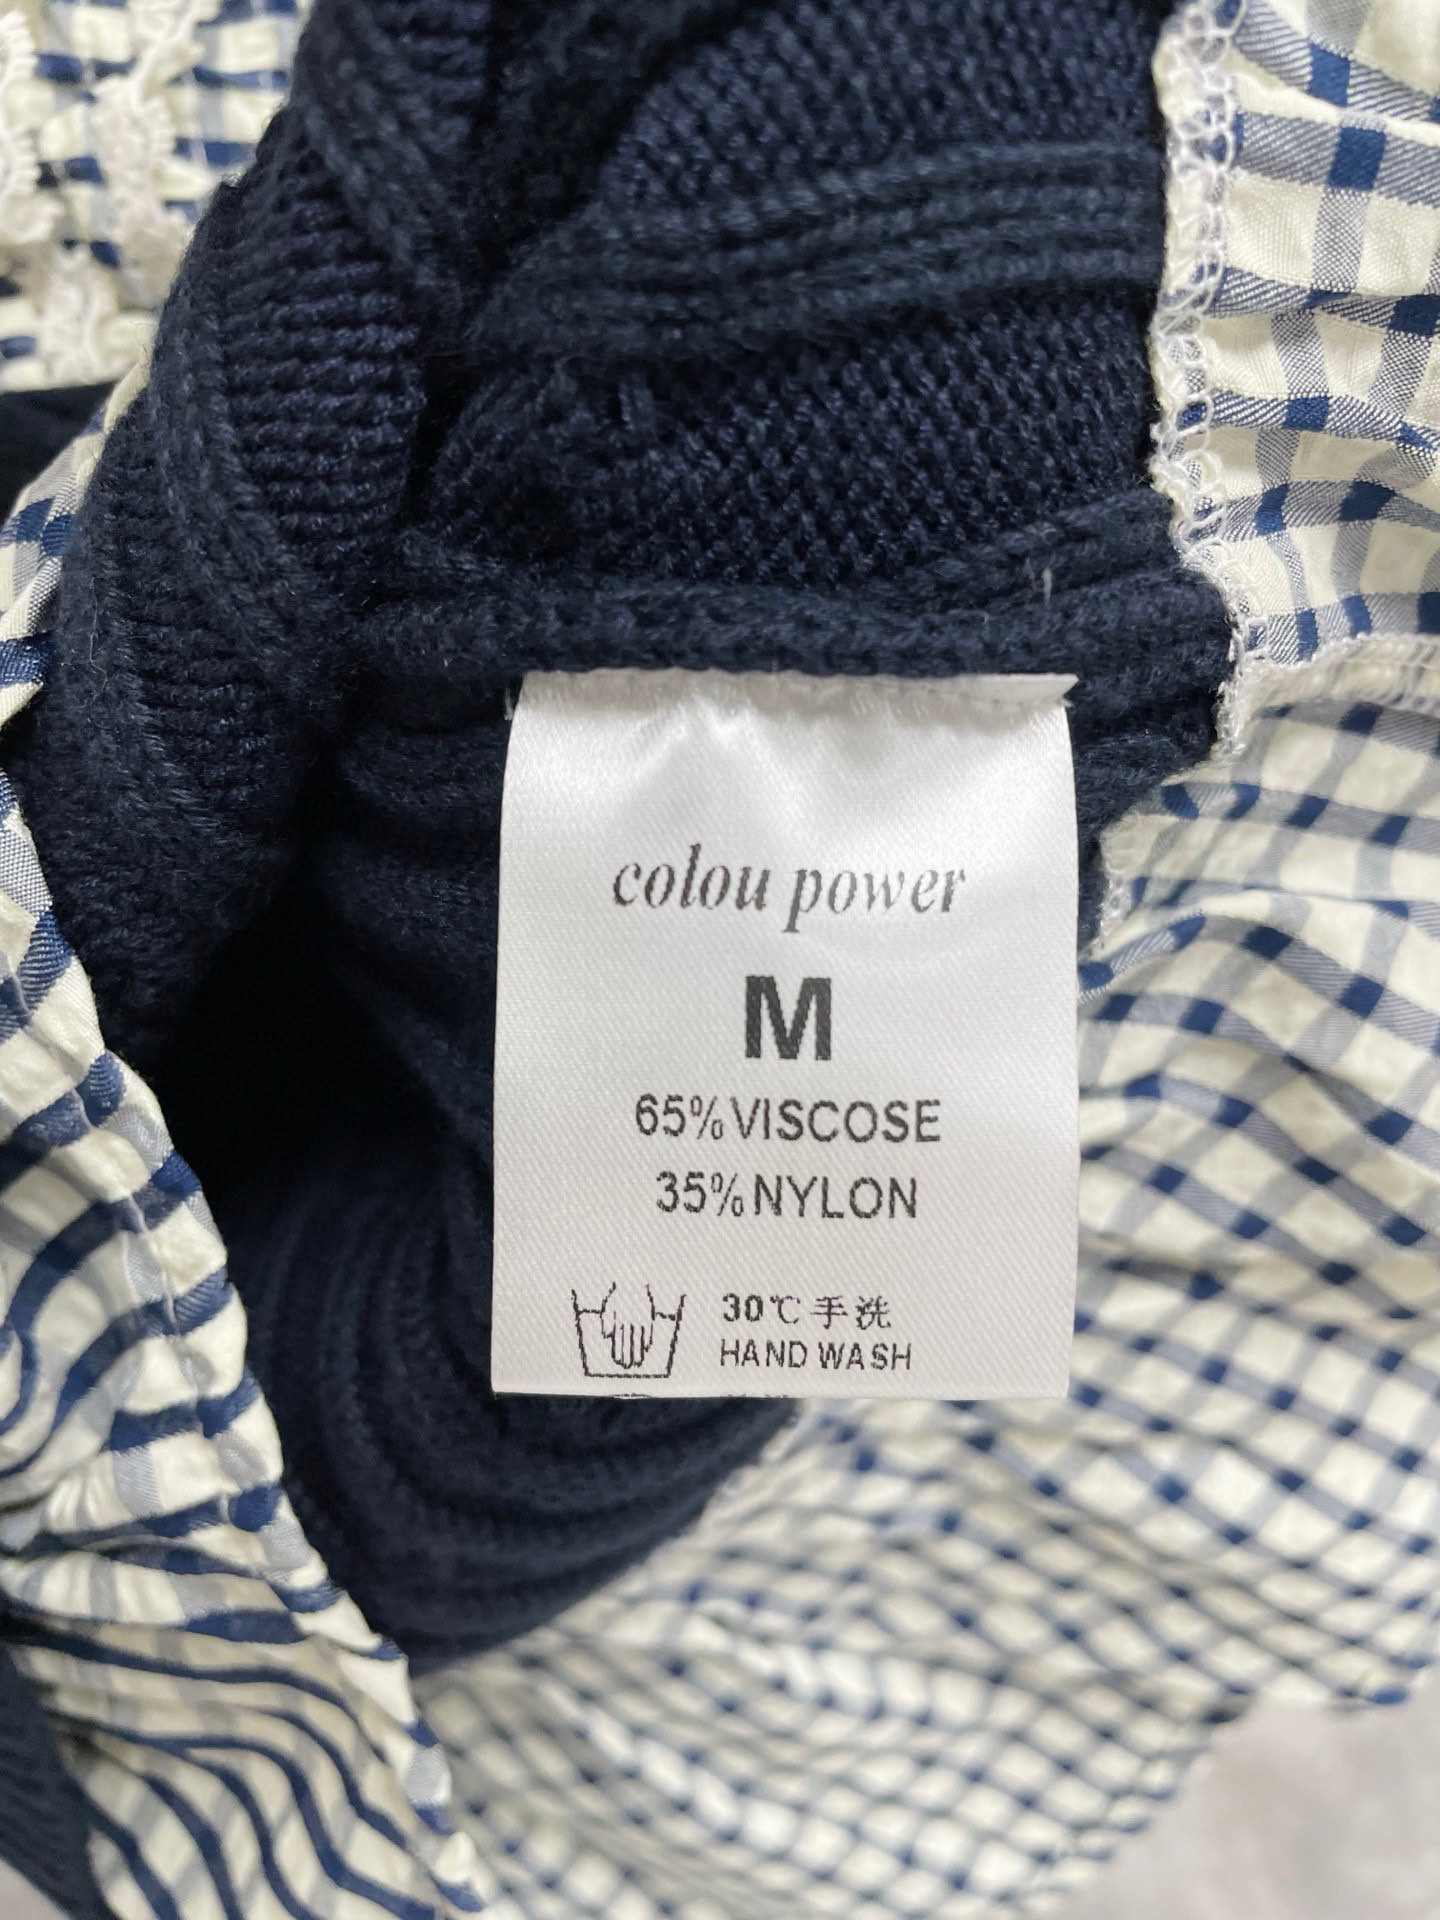 colou power
M
65%VISCOSE
35%NYLON
30℃手洗
HAND WASH